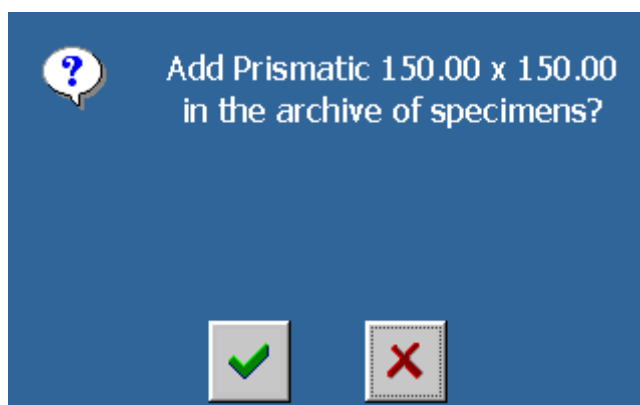 Add Prismatic 150.00 x 150.00
in the archive of specimens?